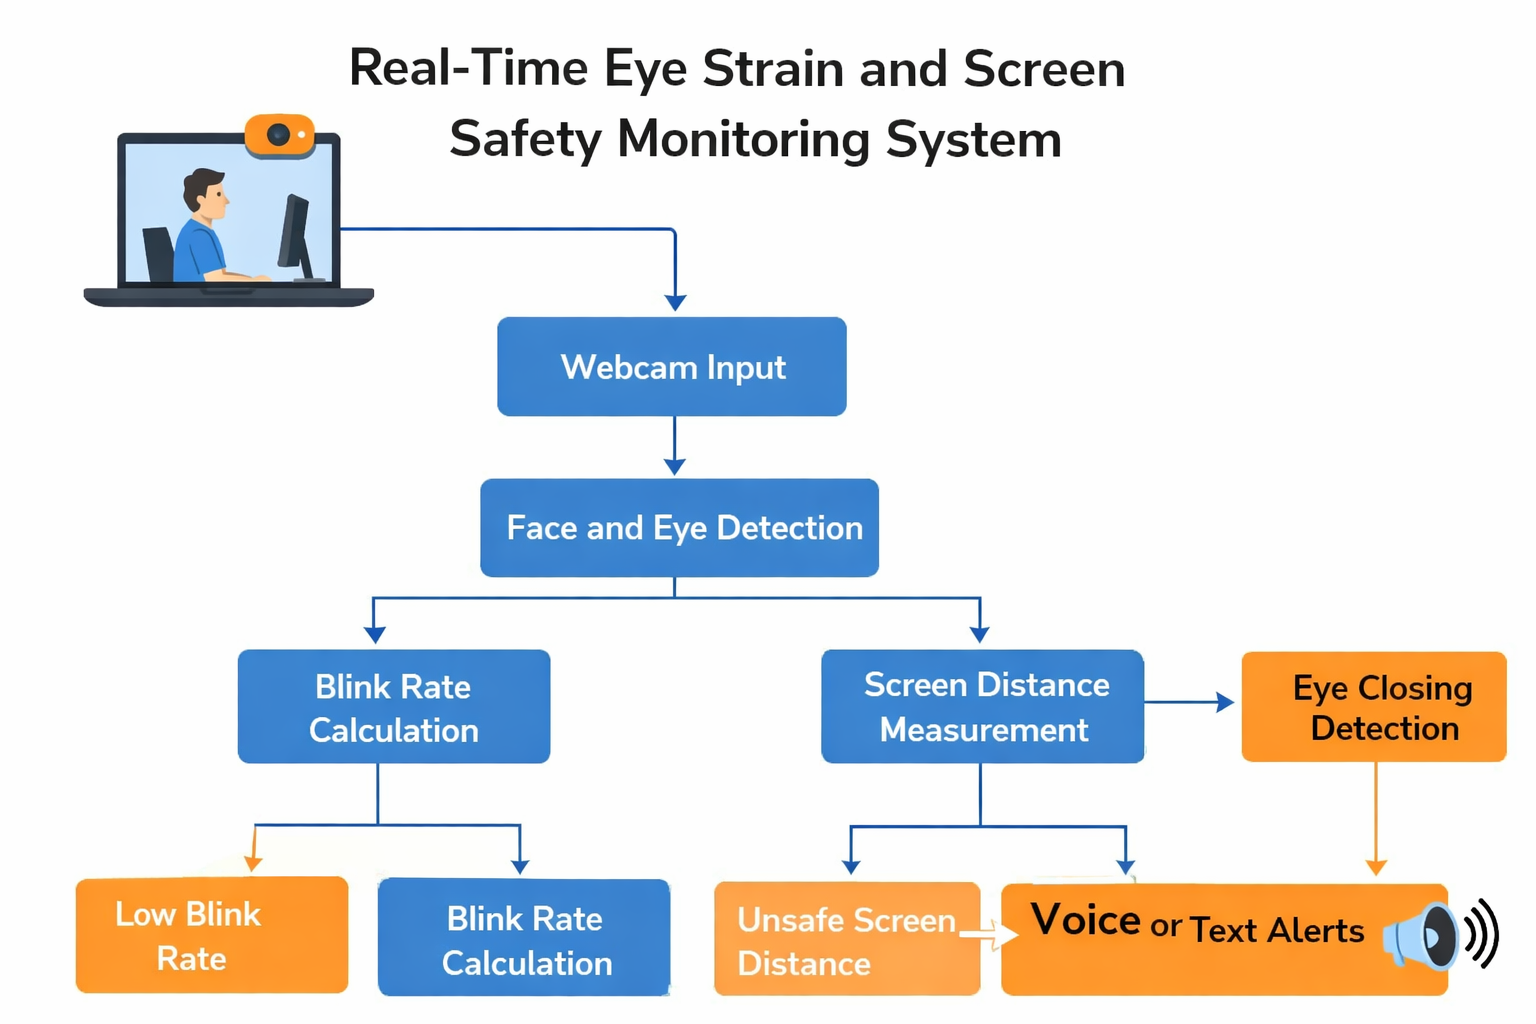 Real-Time Eye Strain and Screen
Safety Monitoring System
Webcam Input
Face and Eye Detection
Blink Rate
Calculation
Screen Distance
Measurement
Eye Closing
Detection
Low Blink
Rate
Blink Rate
Calculation
Unsafe Screen
Distance
Voice or Text Alerts